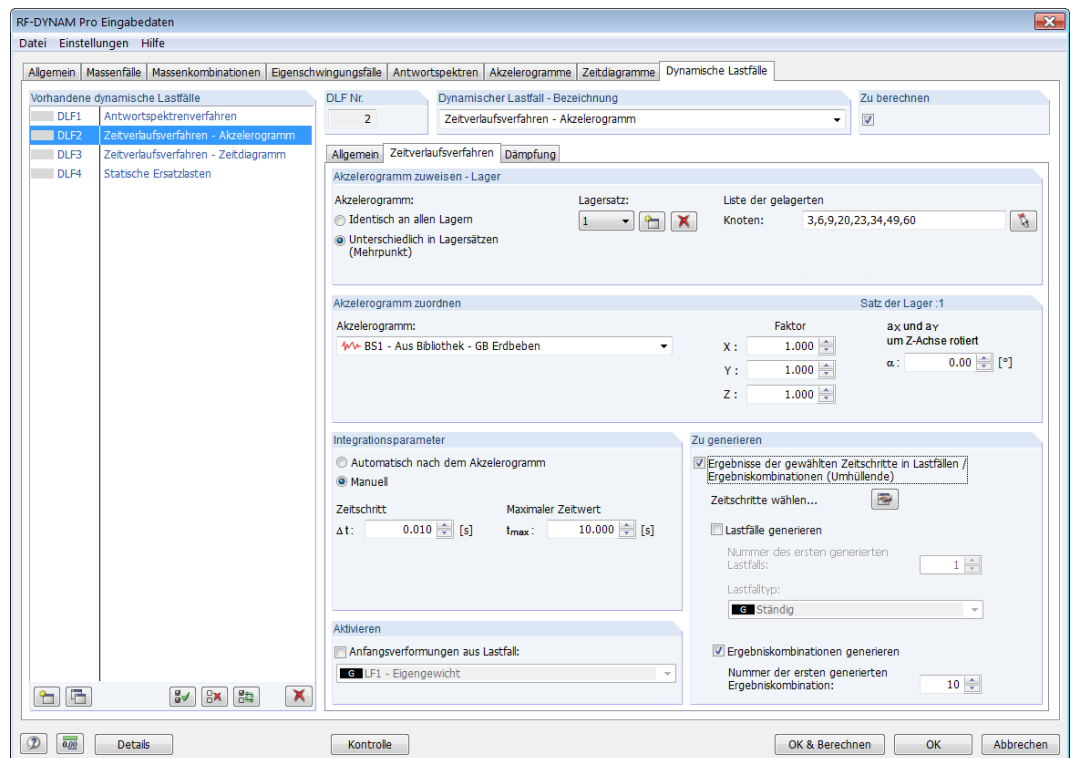 RF-DYNAM Pro Eingabedaten
Datei Einstellungen Hilfe
Allgemein Massenfälle Massenkombinationen Eigenschwingungsfälle Antwortspektren Akzelerogramme Zeitdiagramme Dynamische Lastfälle
Vorhandene dynamische Lastfälle
DLF1 Antwortspektrenverfahren
DLF2 Zeitverlaufsverfahren - Akzelerogramm
DLF3 Zeitverlaufsverfahren - Zeitdiagramm
DLF4 Statische Ersatzlasten
DLF Nr.
2
Dynamischer Lastfall - Bezeichnung
Zeitverlaufsverfahren - Akzelerogramm
Zu berechnen
Allgemein Zeitverlaufsverfahren Dämpfung
Akzelerogramm zuweisen - Lager
Akzelerogramm:
Identisch an allen Lagern
Unterschiedlich in Lagersätzen
(Mehrpunkt)
Lagersatz:
1
Liste der gelagerten
Knoten: 3,6,9,20,23,34,49,60
Akzelerogramm zuordnen
Satz der Lager :1
Akzelerogramm:
BS1 - Aus Bibliothek - GB Erdbeben
Faktor
X : 1.000
Y : 1.000
Z : 1.000
aX und aY
um Z-Achse rotiert
α : 0.00 [°]
Integrationsparameter
Automatisch nach dem Akzelerogramm
Manuell
Zeitschritt
Δt : 0.010 [s]
Maximaler Zeitwert
tmax : 10.000 [s]
Aktivieren
Anfangsverformungen aus Lastfall:
G LF1 - Eigengewicht
Zu generieren
Ergebnisse der gewählten Zeitschritte in Lastfällen /
Ergebniskombinationen (Umhüllende)
Zeitschritte wählen...
Lastfälle generieren
Nummer des ersten generierten
Lastfalls: 1
Lastfalltyp:
G Ständig
Ergebniskombinationen generieren
Nummer der ersten generierten
Ergebniskombination: 10
0.00 Details Kontrolle OK & Berechnen OK Abbrechen